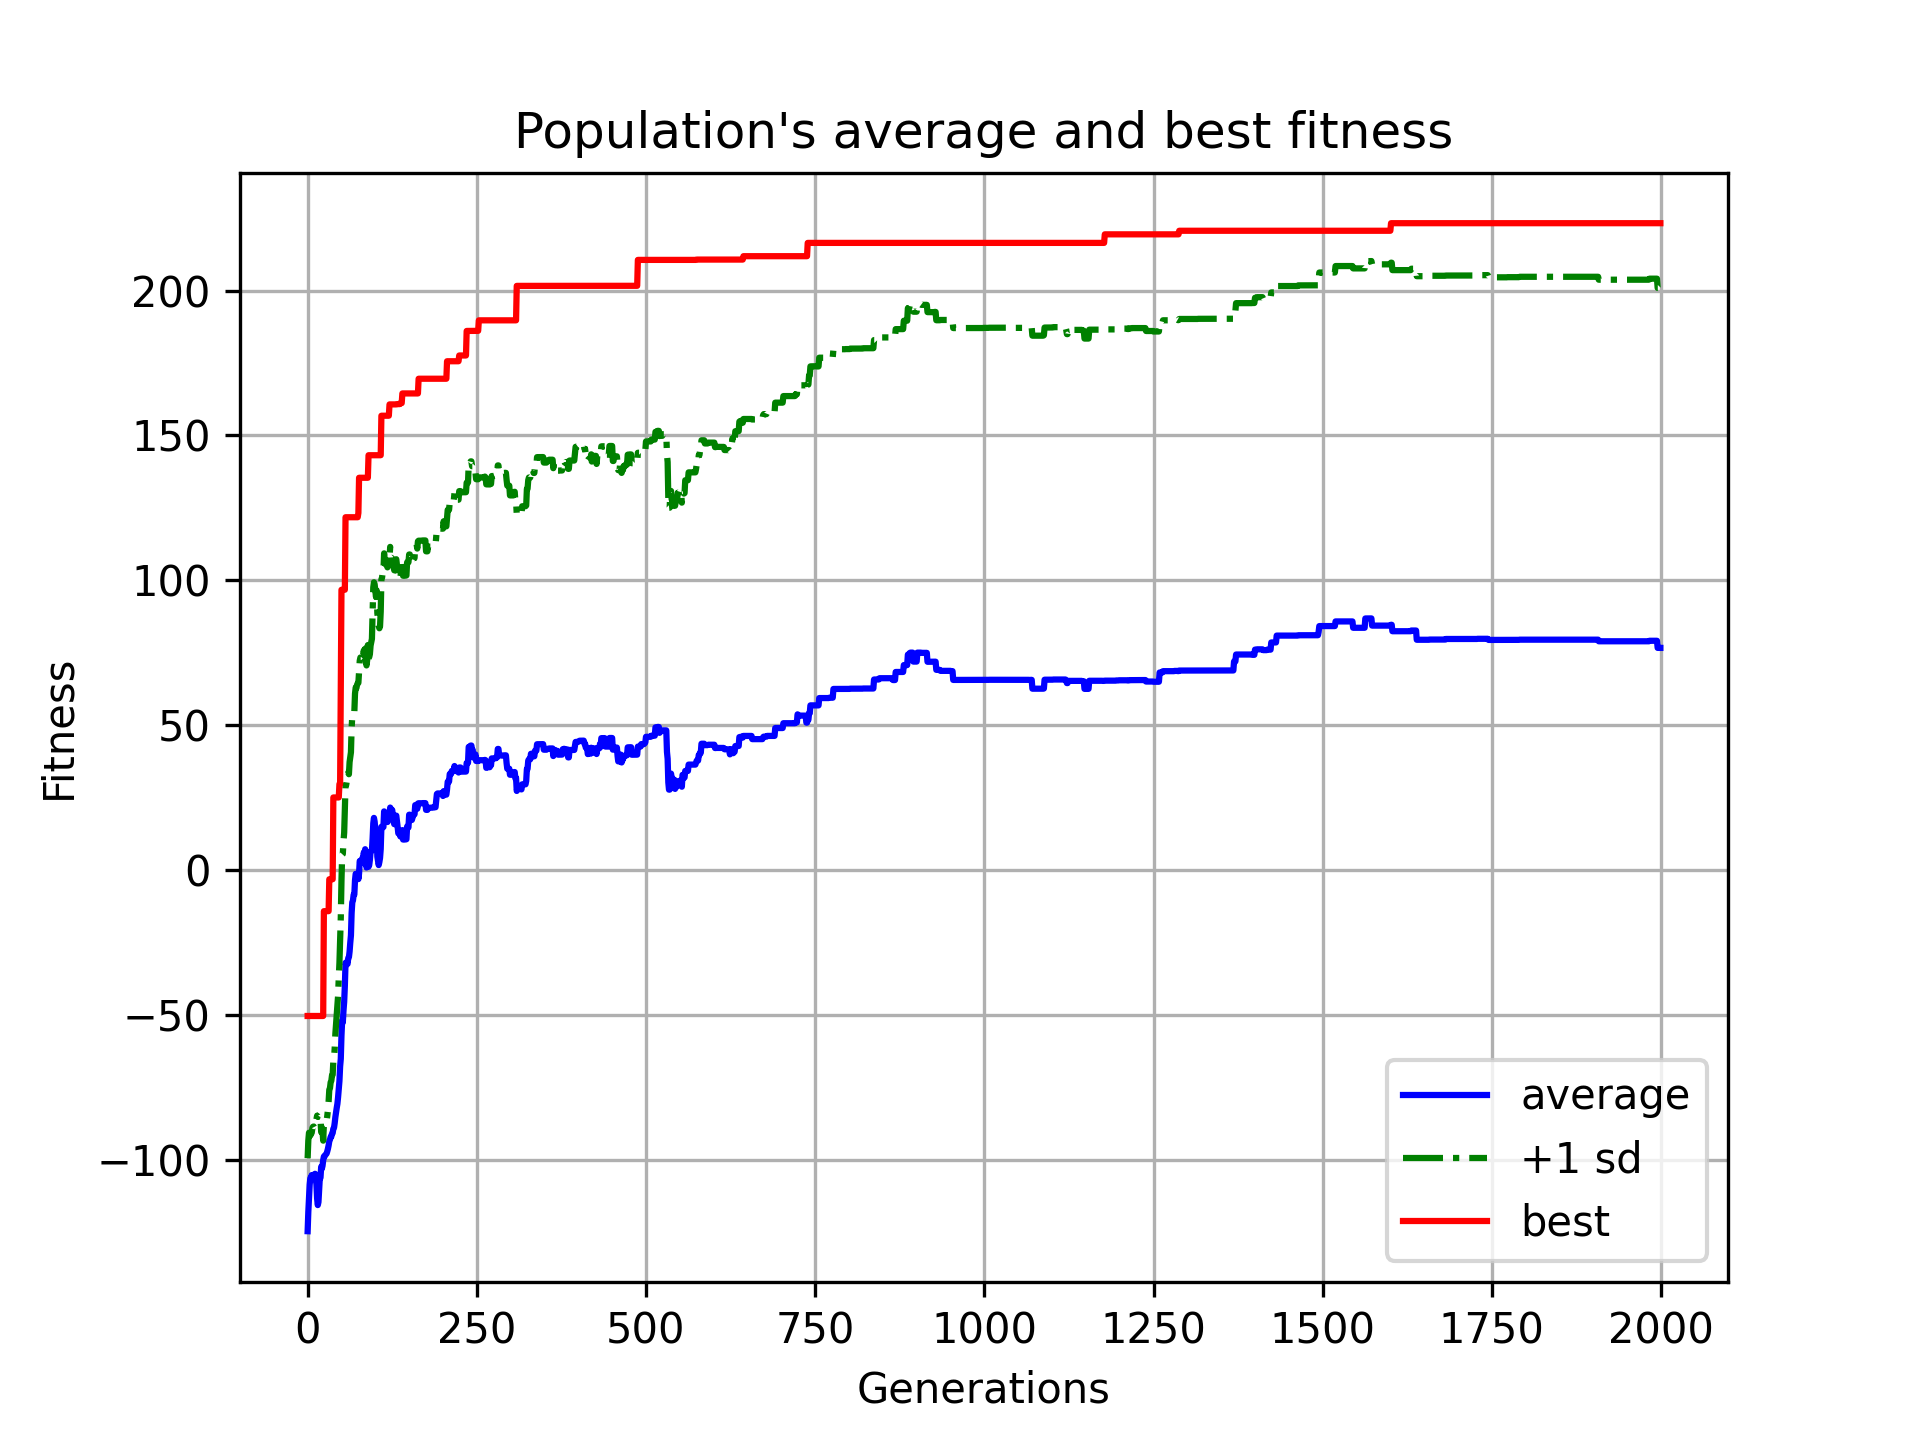 Population's average and best fitness
Fitness
200
150
100
50
0
−50
−100
0 250 500 750 1000 1250 1500 1750 2000
Generations
average
+1 sd
best